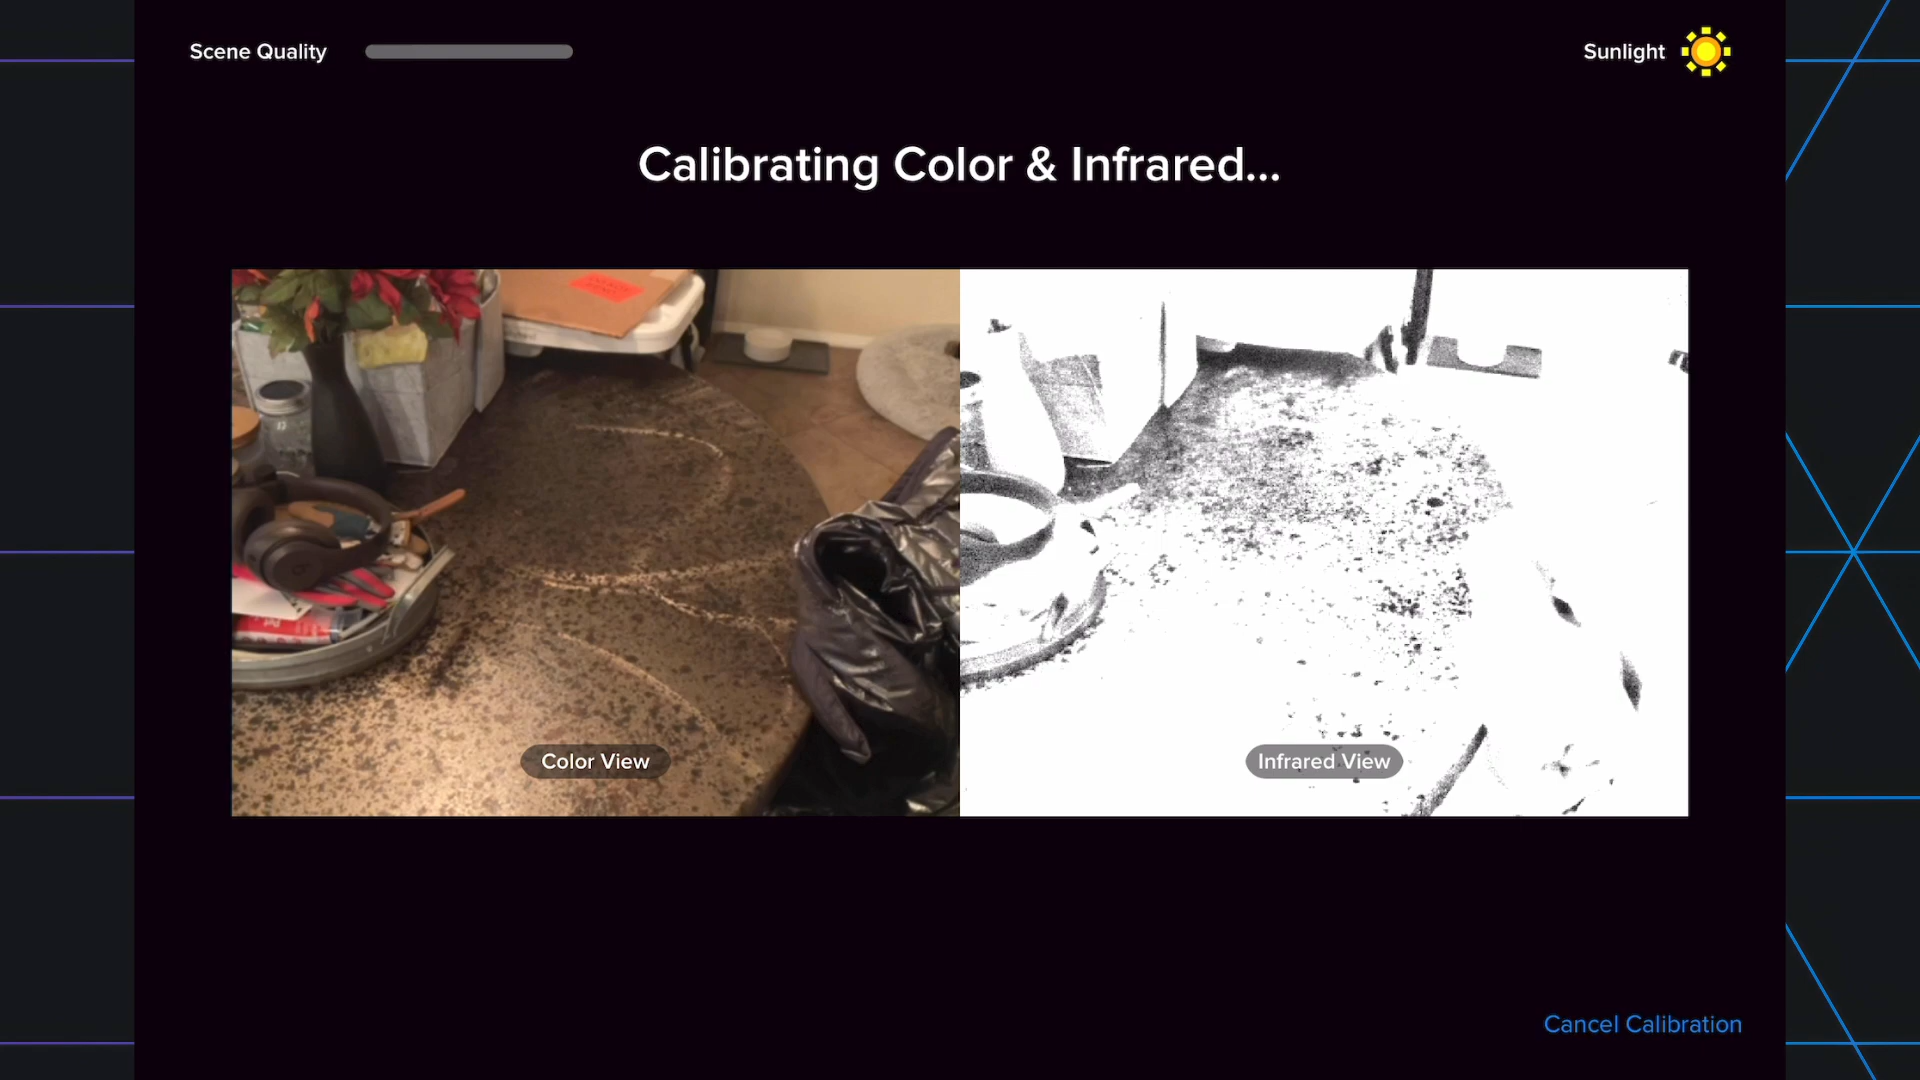 Scene Quality
Sunlight
Calibrating Color & Infrared...
Color View
Infrared View
Cancel Calibration